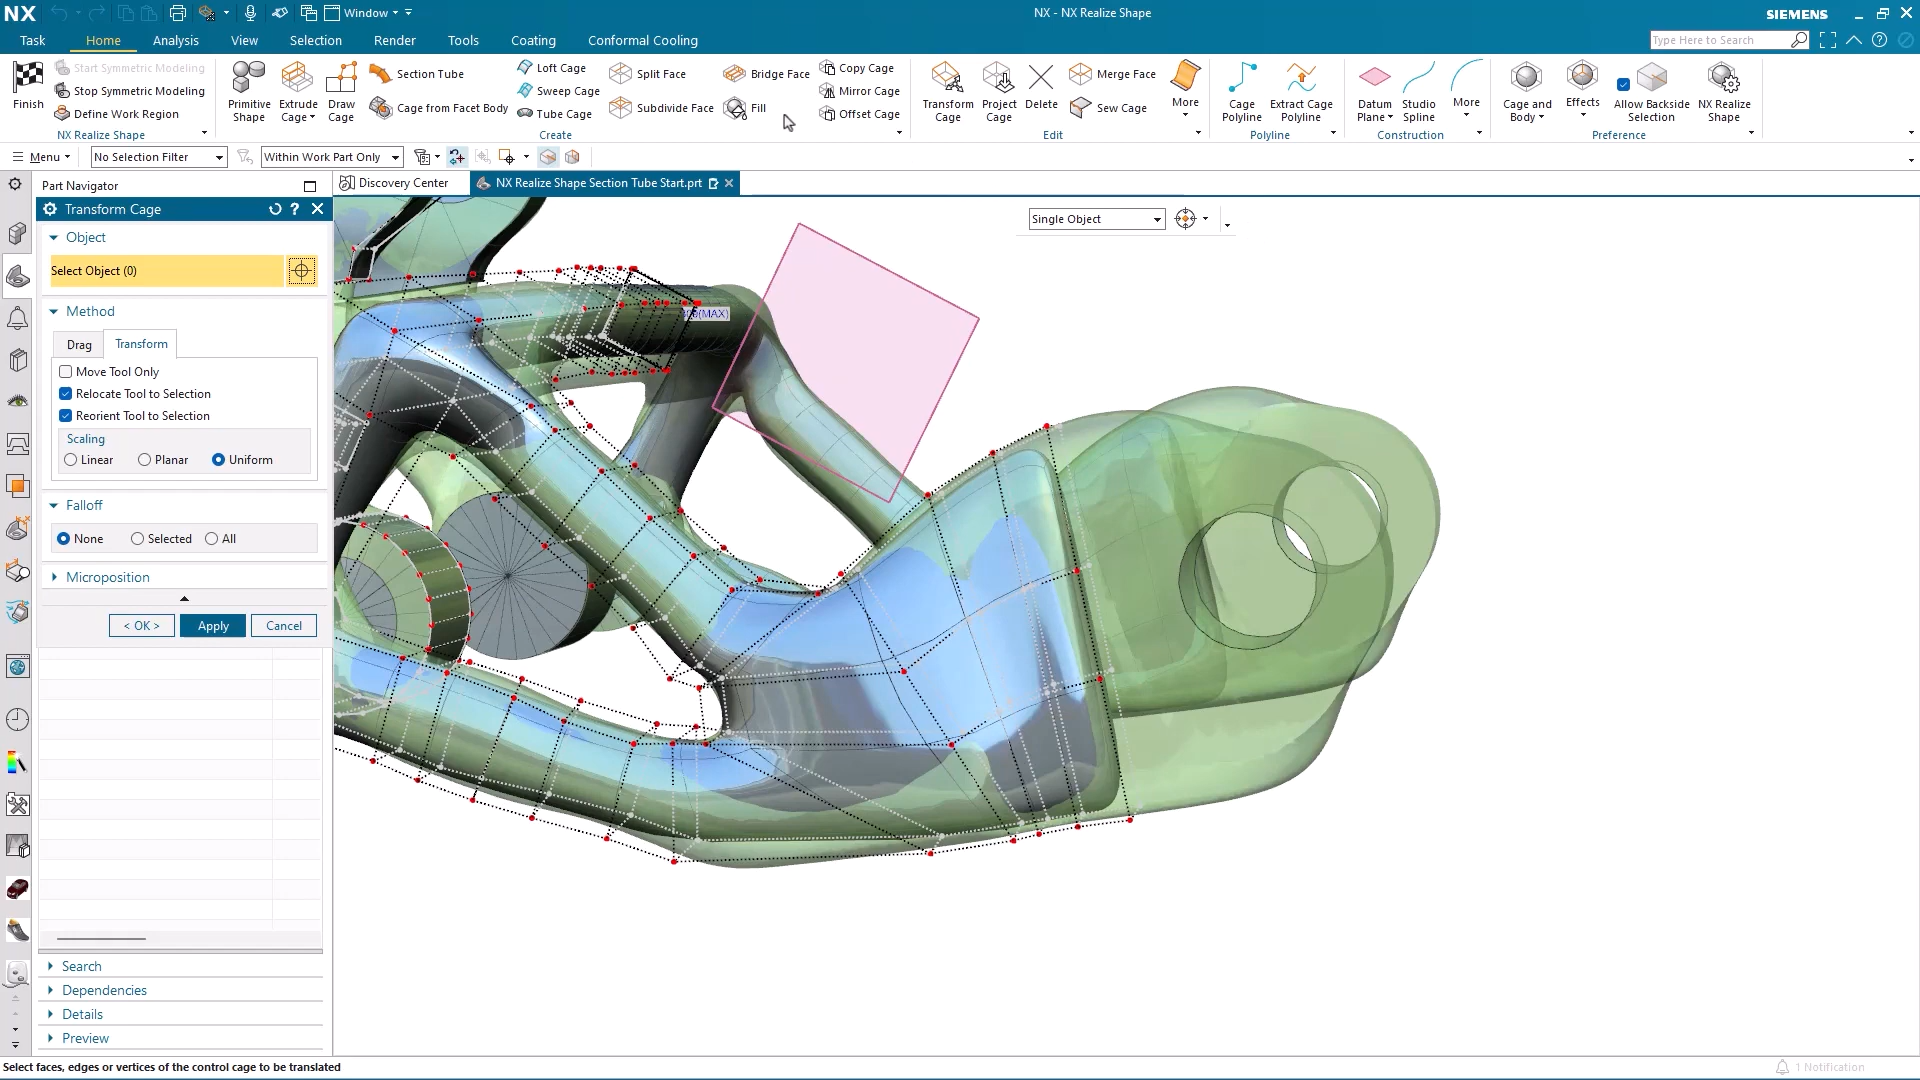 NX
Window
NX - NX Realize Shape
SIEMENS
Task
Home
Analysis
View
Selection
Render
Tools
Coating
Conformal Cooling
Type Here to Search
Finish
Start Symmetric Modeling
Stop Symmetric Modeling
Define Work Region
NX Realize Shape
Primitive Shape
Extrude Cage
Draw Cage
Section Tube
Cage from Facet Body
Loft Cage
Sweep Cage
Tube Cage
Split Face
Subdivide Face
Bridge Face
Fill
Copy Cage
Mirror Cage
Offset Cage
Create
Transform Cage
Project Cage
Delete
Merge Face
Sew Cage
More
Edit
Cage Polyline
Extract Cage Polyline
Polyline
Datum Plane
Studio Spline
More
Construction
Cage and Body
Effects
Allow Backside Selection
NX Realize Shape
Preference
Menu
No Selection Filter
Within Work Part Only
Part Navigator
Discovery Center
NX Realize Shape Section Tube Start.prt
Transform Cage
?
Single Object
Object
Select Object (0)
Method
Drag
Transform
Move Tool Only
Relocate Tool to Selection
Reorient Tool to Selection
Scaling
Linear
Planar
Uniform
Falloff
None
Selected
All
Microposition
< OK >
Apply
Cancel
Search
Dependencies
Details
Preview
Select faces, edges or vertices of the control cage to be translated
1 Notification